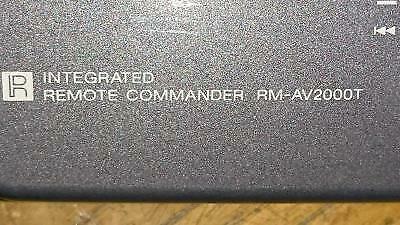 INTEGRATED
REMOTE COMMANDER RM-AV2000T